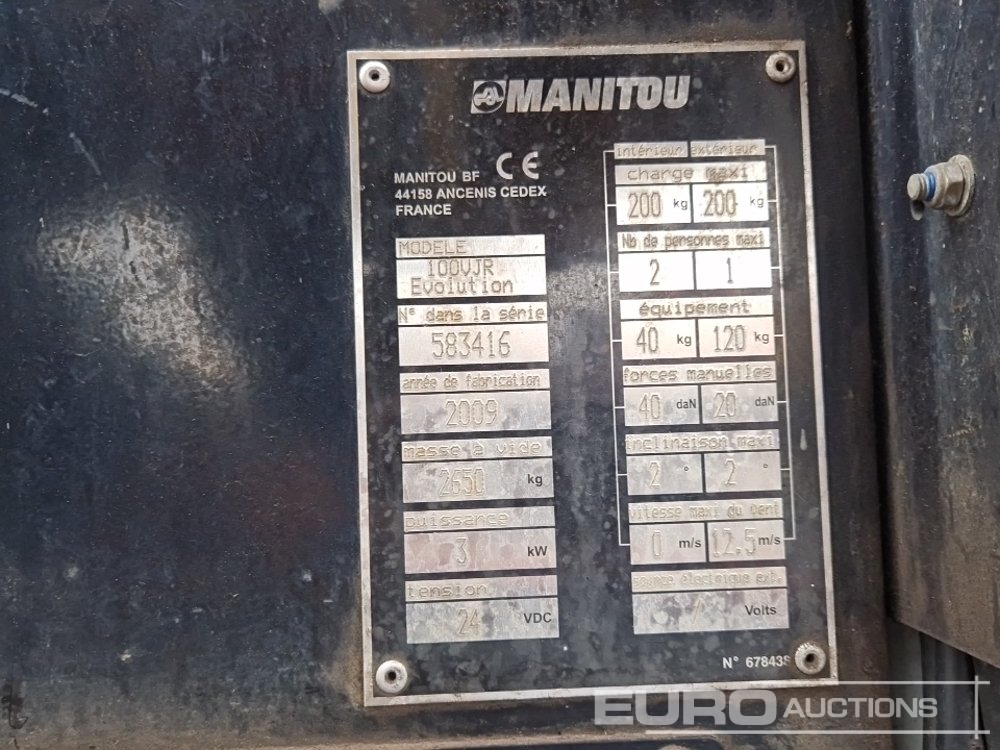 MANITOU
MANITOU BF CE
44158 ANCENIS CEDEX
FRANCE
MODELE
100VJR
Evolution
N° dans la série
583416
année de fabrication
2009
masse à vide
2650 kg
puissance
3 kW
tension
24 VDC
intérieur extérieur
charge maxi
200 kg 200 kg
Nb de personnes maxi
2 1
équipement
40 kg 120 kg
forces manuelles
40 daN 20 daN
inclinaison maxi
2 ° 2 °
vitesse maxi du vent
0 m/s 12.5 m/s
source électrique ext.
/ Volts
N° 678438
EURO AUCTIONS